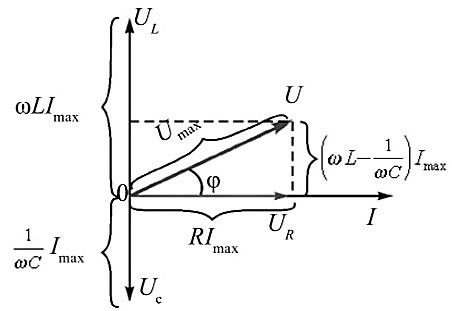 U_L
ωLI_max
U
U_max
(ωL − 1/(ωC)) I_max
0
φ
RI_max
U_R
I
1/(ωC) I_max
U_c